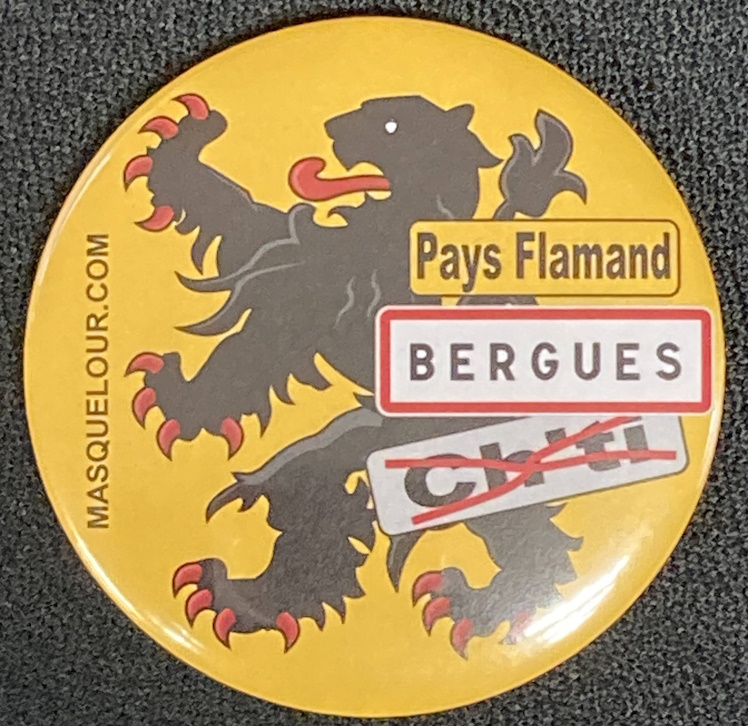 Pays Flamand
BERGUES
Ch'ti
MASQUELOUR.COM